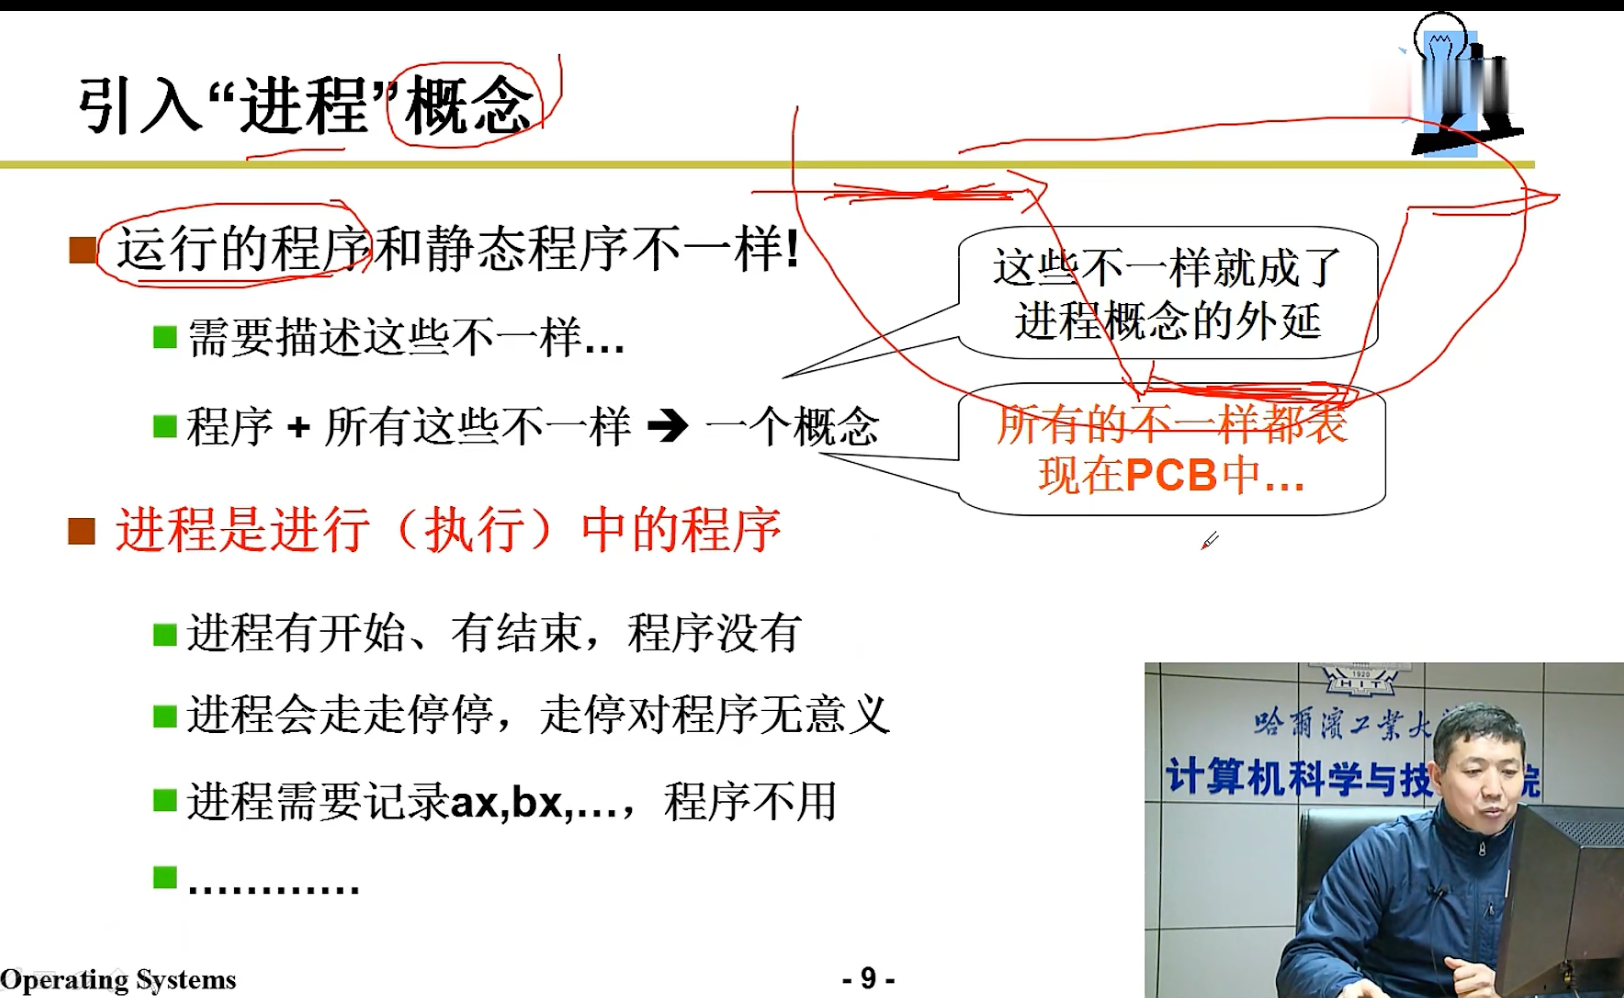 引入“进程”概念
运行的程序和静态程序不一样!
需要描述这些不一样...
程序 + 所有这些不一样 ➔ 一个概念
这些不一样就成了
进程概念的外延
所有的不一样都表
现在PCB中...
进程是进行（执行）中的程序
进程有开始、有结束，程序没有
进程会走走停停，走停对程序无意义
进程需要记录ax,bx,...，程序不用
............
1920
HIT
哈爾濱工業大
计算机科学与技 院
Operating Systems
- 9 -